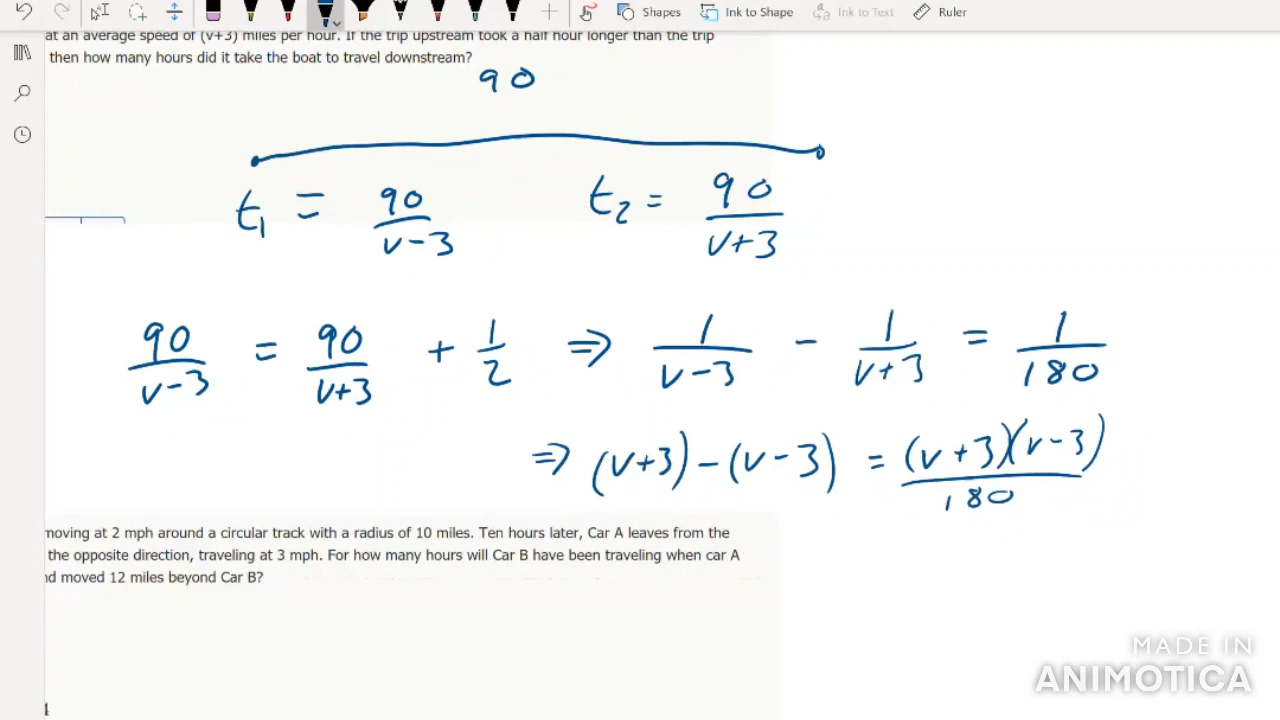 Shapes Ink to Shape Ink to Text Ruler
at an average speed of (v+3) miles per hour. If the trip upstream took a half hour longer than the trip
then how many hours did it take the boat to travel downstream?
90
t₁ = 90/(v-3) t₂ = 90/(v+3)
90/(v-3) = 90/(v+3) + 1/2 ⇒ 1/(v-3) - 1/(v+3) = 1/180
⇒ (v+3)-(v-3) = (v+3)(v-3)/180
moving at 2 mph around a circular track with a radius of 10 miles. Ten hours later, Car A leaves from the
the opposite direction, traveling at 3 mph. For how many hours will Car B have been traveling when car A
moved 12 miles beyond Car B?
MADE IN
ANIMOTICA